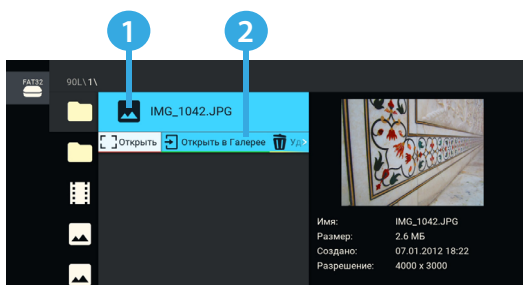 1
2
FAT32
90L\1\
IMG_1042.JPG
Открыть
Открыть в Галерее
Уд
Имя: IMG_1042.JPG
Размер: 2.6 МБ
Создано: 07.01.2012 18:22
Разрешение: 4000 x 3000